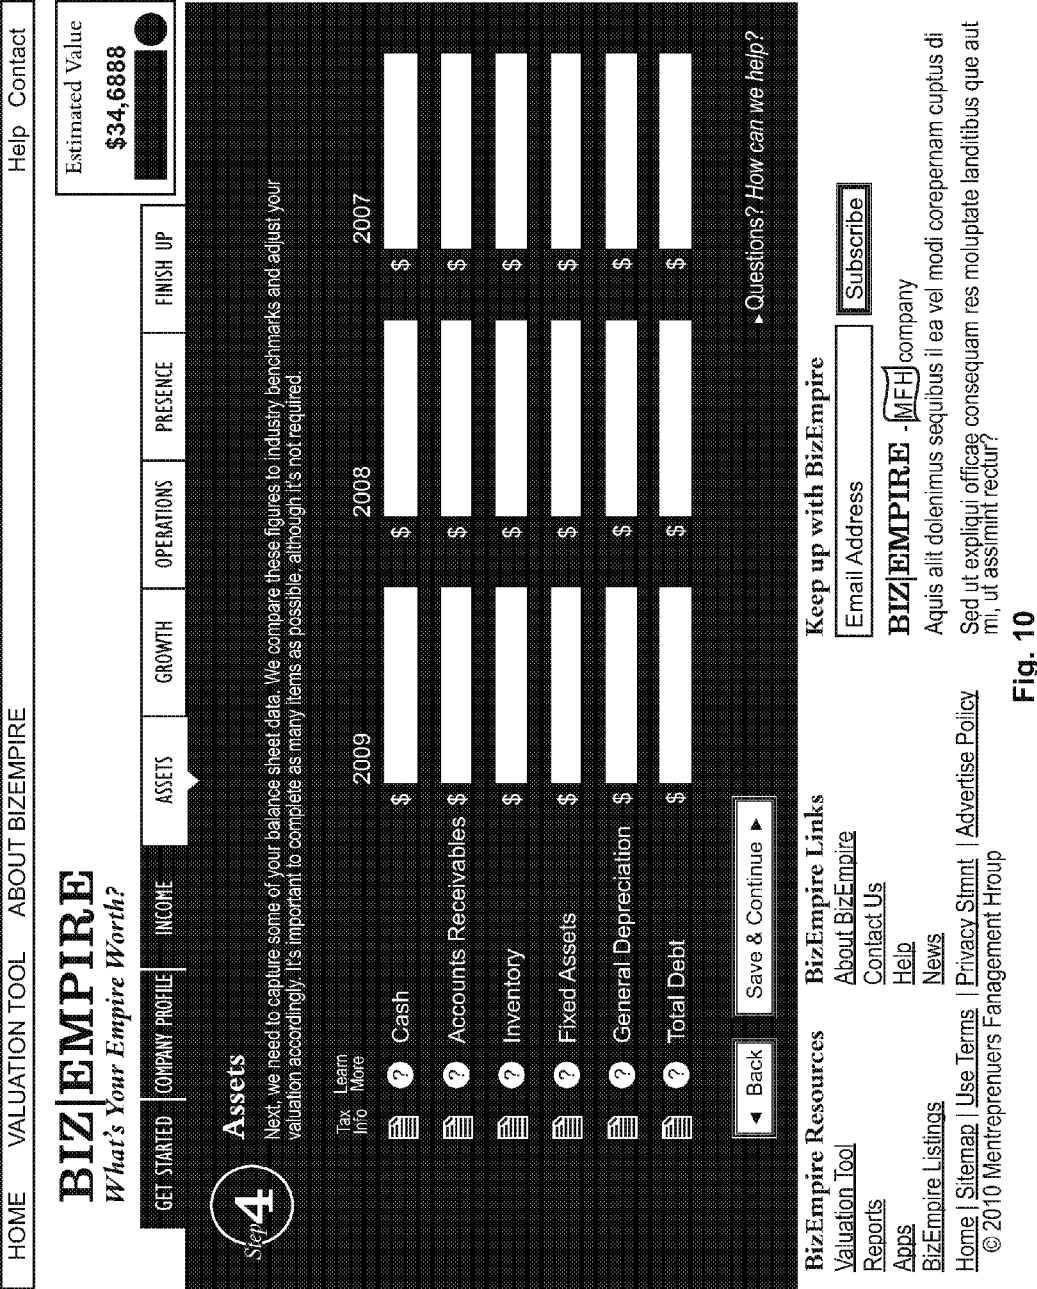 HOME VALUATION TOOL ABOUT BIZEMPIRE Help Contact
BIZ|EMPIRE
What's Your Empire Worth?
Estimated Value
$34,6888
GET STARTED COMPANY PROFILE INCOME ASSETS GROWTH OPERATIONS PRESENCE FINISH UP
Step 4
Assets
Next, we need to capture some of your balance sheet data. We compare these figures to industry benchmarks and adjust your
valuation accordingly. It's important to complete as many items as possible, although it's not required.
Tax Info Learn More 2009 2008 2007
? Cash $ $ $
? Accounts Receivables $ $ $
? Inventory $ $ $
? Fixed Assets $ $ $
? General Depreciation $ $ $
? Total Debt $ $ $
◄ Back Save & Continue ►
►Questions? How can we help?
BizEmpire Resources
Valuation Tool
Reports
Apps
BizEmpire Listings
BizEmpire Links
About BizEmpire
Contact Us
Help
News
Keep up with BizEmpire
Email Address Subscribe
BIZ|EMPIRE - MFH company
Aquis alit dolenimus sequibus il ea vel modi corepernam cuptus di
Sed ut expliqui officae consequam res moluptate landitibus que aut
mi, ut assimint rectur?
Home | Sitemap | Use Terms | Privacy Stmnt | Advertise Policy
© 2010 Mentreprenuers Fanagement Hroup
Fig. 10